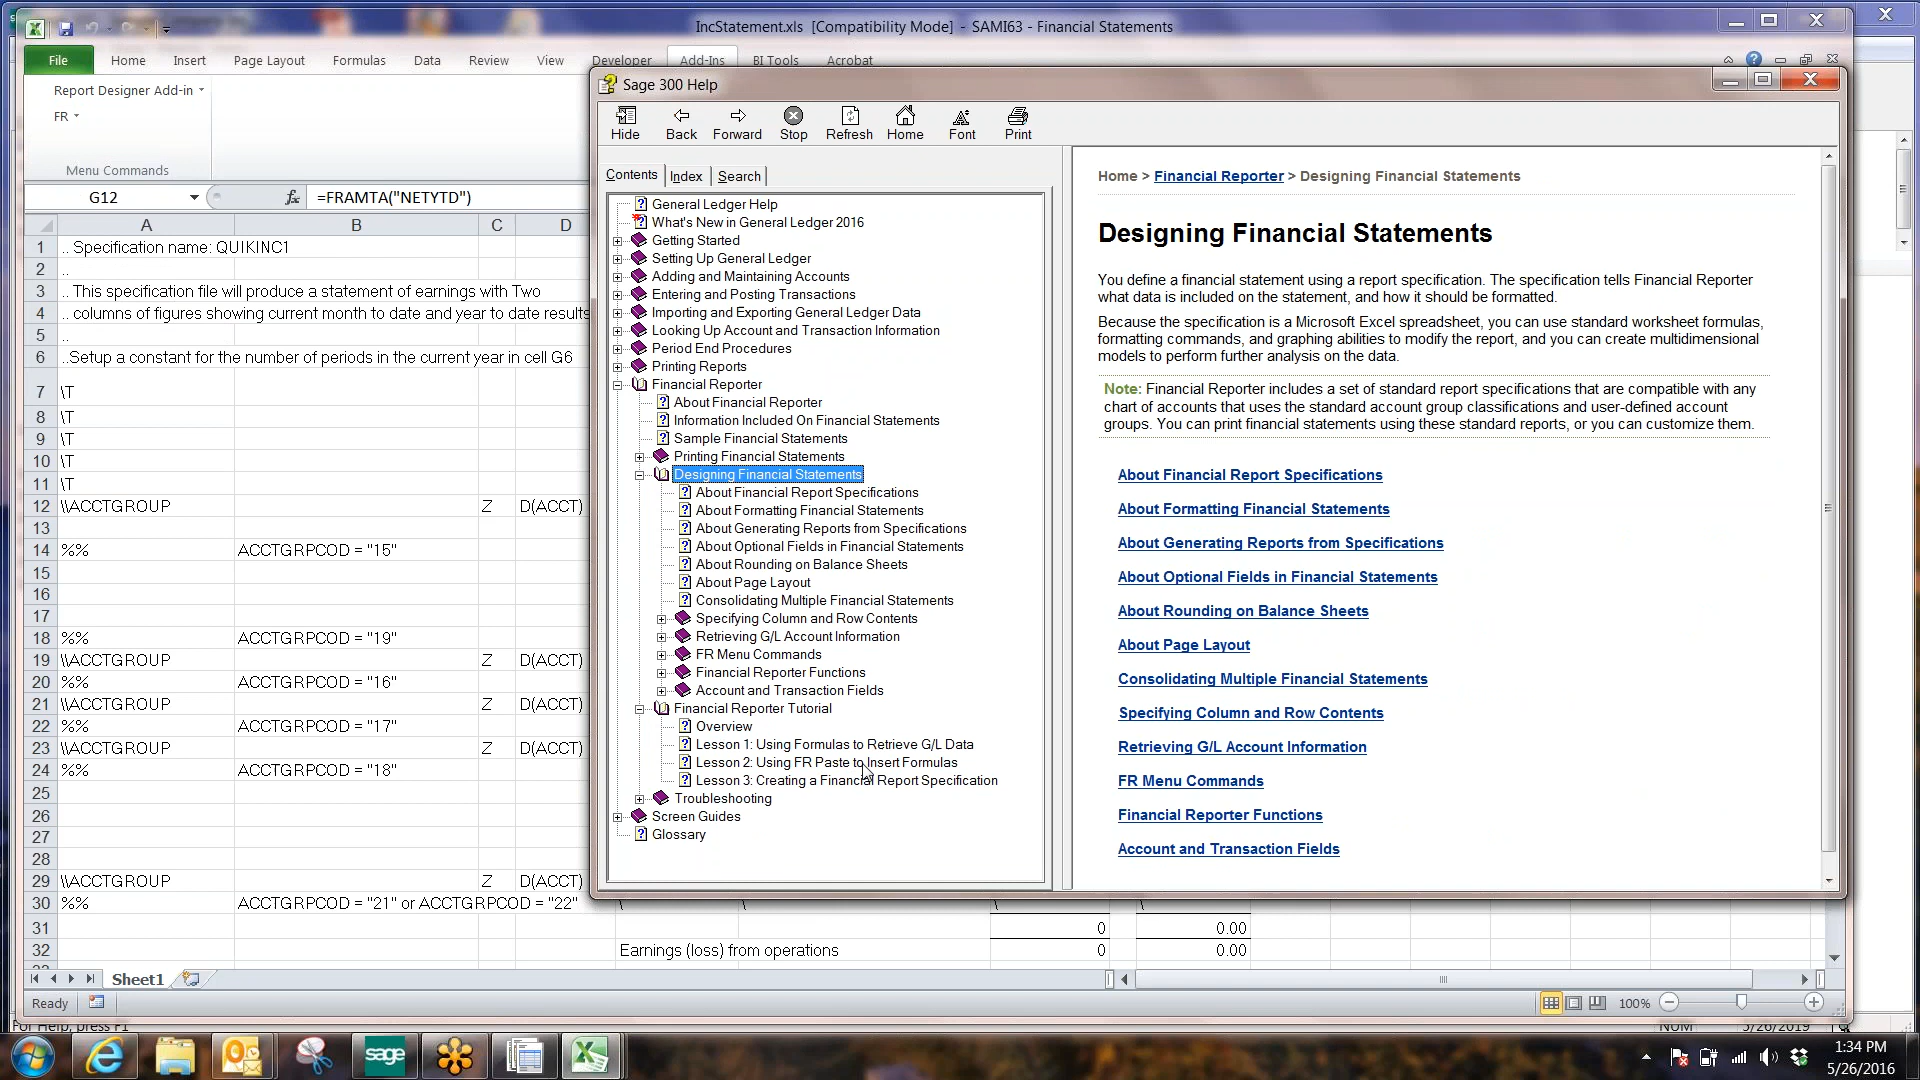 IncStatement.xls  [Compatibility Mode]  -  SAMI63 - Financial Statements
File
Home
Insert
Page Layout
Formulas
Data
Review
View
Developer
Add-Ins
BI Tools
Acrobat
Report Designer Add-in
FR
Menu Commands
G12
fx
=FRAMTA("NETYTD")
A
B
C
D
1 .. Specification name: QUIKINC1
2 ..
3 .. This specification file will produce a statement of earnings with Two
4 .. columns of figures showing current month to date and year to date results
5 ..
6 ..Setup a constant for the number of periods in the current year in cell G6
7 \T
8 \T
9 \T
10 \T
11 \T
12 \\ACCTGROUP Z D(ACCT)
13
14 %% ACCTGRPCOD = "15"
15
16
17
18 %% ACCTGRPCOD = "19"
19 \\ACCTGROUP Z D(ACCT)
20 %% ACCTGRPCOD = "16"
21 \\ACCTGROUP Z D(ACCT)
22 %% ACCTGRPCOD = "17"
23 \\ACCTGROUP Z D(ACCT)
24 %% ACCTGRPCOD = "18"
25
26
27
28
29 \\ACCTGROUP Z D(ACCT)
30 %% ACCTGRPCOD = "21" or ACCTGRPCOD = "22" \ \ \ \
31 0 0.00
32 Earnings (loss) from operations 0 0.00
Sheet1
Ready
100%
Sage 300 Help
Hide
Back
Forward
Stop
Refresh
Home
Font
Print
Contents
Index
Search
General Ledger Help
What's New in General Ledger 2016
Getting Started
Setting Up General Ledger
Adding and Maintaining Accounts
Entering and Posting Transactions
Importing and Exporting General Ledger Data
Looking Up Account and Transaction Information
Period End Procedures
Printing Reports
Financial Reporter
About Financial Reporter
Information Included On Financial Statements
Sample Financial Statements
Printing Financial Statements
Designing Financial Statements
About Financial Report Specifications
About Formatting Financial Statements
About Generating Reports from Specifications
About Optional Fields in Financial Statements
About Rounding on Balance Sheets
About Page Layout
Consolidating Multiple Financial Statements
Specifying Column and Row Contents
Retrieving G/L Account Information
FR Menu Commands
Financial Reporter Functions
Account and Transaction Fields
Financial Reporter Tutorial
Overview
Lesson 1: Using Formulas to Retrieve G/L Data
Lesson 2: Using FR Paste to Insert Formulas
Lesson 3: Creating a Financial Report Specification
Troubleshooting
Screen Guides
Glossary
Home > Financial Reporter > Designing Financial Statements
Designing Financial Statements
You define a financial statement using a report specification. The specification tells Financial Reporter
what data is included on the statement, and how it should be formatted.
Because the specification is a Microsoft Excel spreadsheet, you can use standard worksheet formulas,
formatting commands, and graphing abilities to modify the report, and you can create multidimensional
models to perform further analysis on the data.
Note: Financial Reporter includes a set of standard report specifications that are compatible with any
chart of accounts that uses the standard account group classifications and user-defined account
groups. You can print financial statements using these standard reports, or you can customize them.
About Financial Report Specifications
About Formatting Financial Statements
About Generating Reports from Specifications
About Optional Fields in Financial Statements
About Rounding on Balance Sheets
About Page Layout
Consolidating Multiple Financial Statements
Specifying Column and Row Contents
Retrieving G/L Account Information
FR Menu Commands
Financial Reporter Functions
Account and Transaction Fields
For Help, press F1
NUM
5/26/2019
sage
1:34 PM
5/26/2016